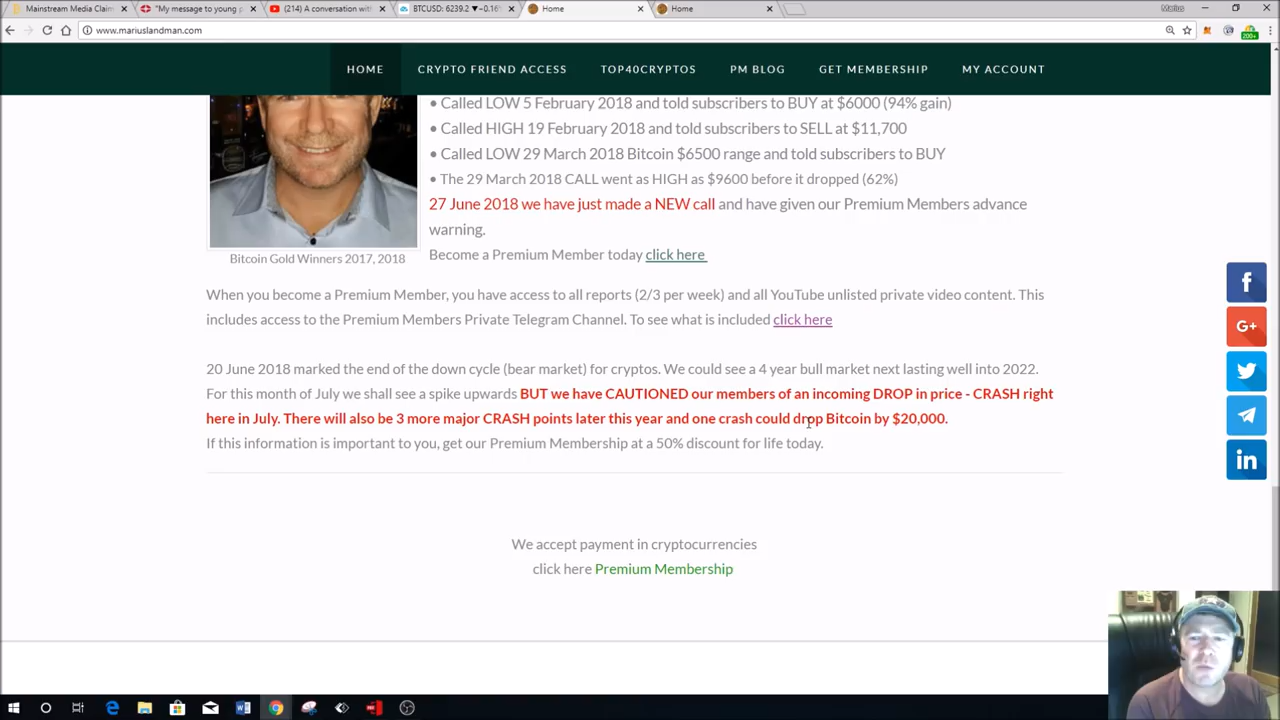 Mainstream Media Claim
"My message to young p
(214) A conversation with
BTCUSD: 6239.2 ▼−0.16%
Home
Home
Marius
www.mariuslandman.com
200+
HOME CRYPTO FRIEND ACCESS TOP40CRYPTOS PM BLOG GET MEMBERSHIP MY ACCOUNT
• Called LOW 5 February 2018 and told subscribers to BUY at $6000 (94% gain)
• Called HIGH 19 February 2018 and told subscribers to SELL at $11,700
• Called LOW 29 March 2018 Bitcoin $6500 range and told subscribers to BUY
• The 29 March 2018 CALL went as HIGH as $9600 before it dropped (62%)
27 June 2018 we have just made a NEW call and have given our Premium Members advance
warning.
Become a Premium Member today click here
Bitcoin Gold Winners 2017, 2018
When you become a Premium Member, you have access to all reports (2/3 per week) and all YouTube unlisted private video content. This
includes access to the Premium Members Private Telegram Channel. To see what is included click here
20 June 2018 marked the end of the down cycle (bear market) for cryptos. We could see a 4 year bull market next lasting well into 2022.
For this month of July we shall see a spike upwards BUT we have CAUTIONED our members of an incoming DROP in price - CRASH right
here in July. There will also be 3 more major CRASH points later this year and one crash could drop Bitcoin by $20,000.
If this information is important to you, get our Premium Membership at a 50% discount for life today.
We accept payment in cryptocurrencies
click here Premium Membership